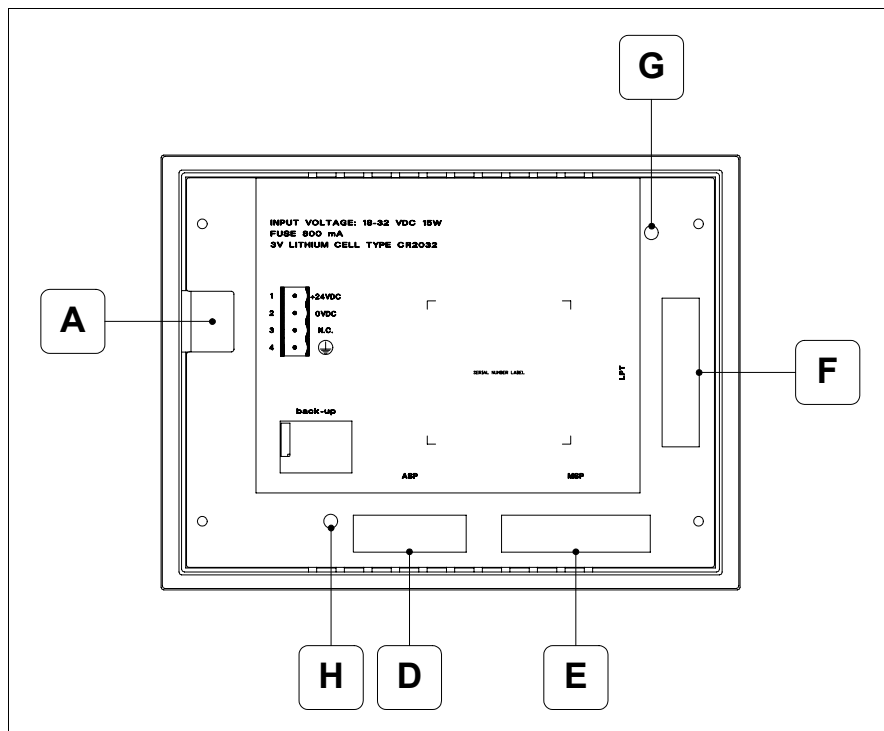 G
INPUT VOLTAGE: 18-32 VDC 15W
FUSE 800 mA
3V LITHIUM CELL TYPE CR2032
A
1 +24VDC
2 0VDC
3 N.C.
4
SERIAL NUMBER LABEL
LPT
F
back-up
ASP
MSP
H
D
E